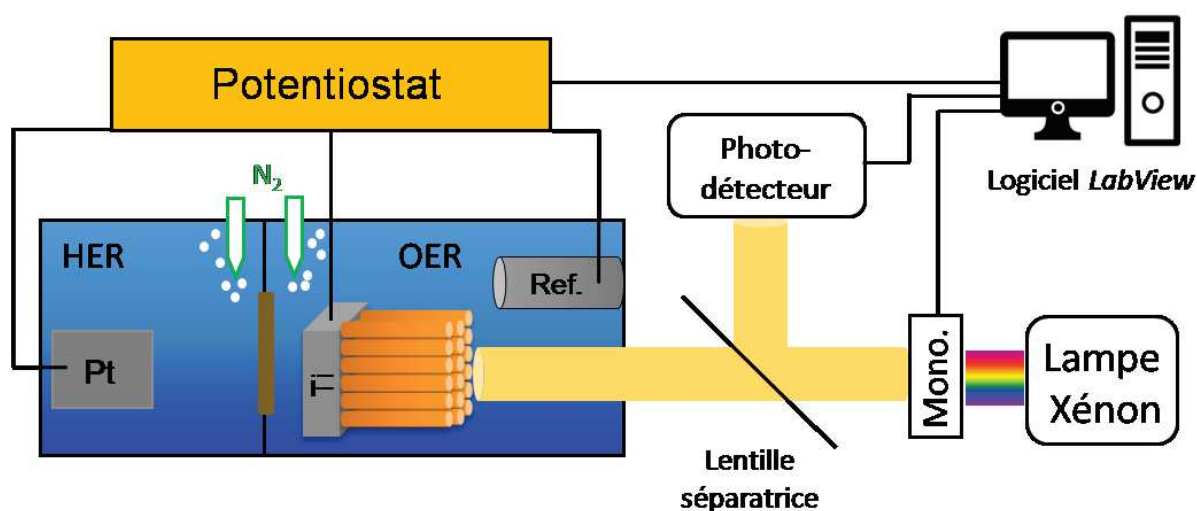 Potentiostat
N₂
HER
OER
Ref.
Pt
Ti
Photo-
détecteur
Logiciel LabView
Mono.
Lampe
Xénon
Lentille
séparatrice